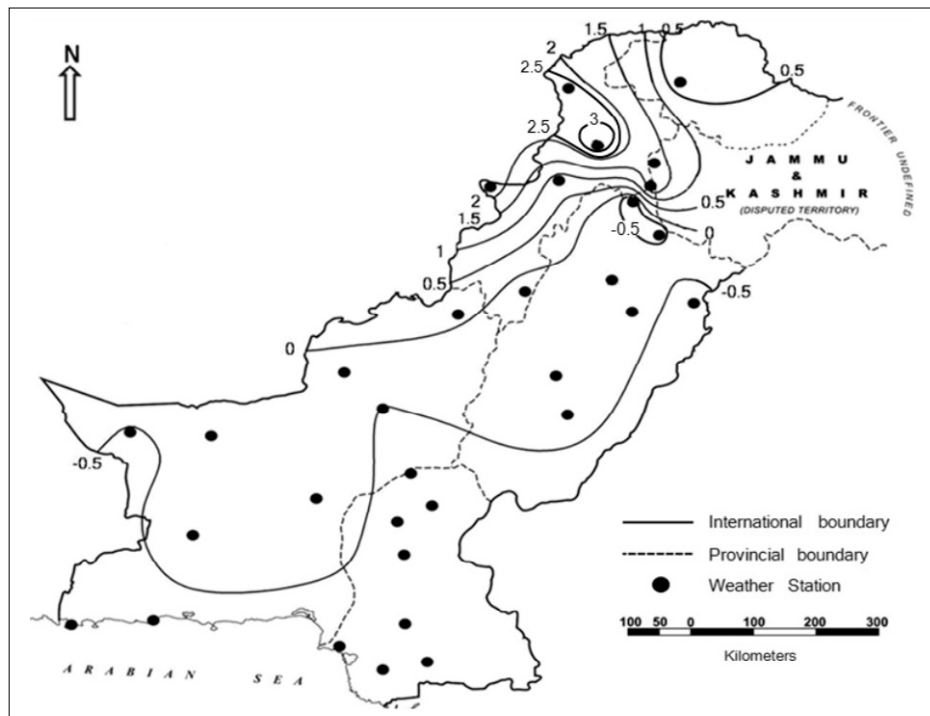 N
1.5
1
0.5
2
2.5
0.5
3
2.5
FRONTIER UNDEFINED
JAMMU
&
KASHMIR
(DISPUTED TERRITORY)
2
1.5
0.5
-0.5
0
1
0.5
-0.5
0
-0.5
International boundary
Provincial boundary
Weather Station
100 50 0 100 200 300
Kilometers
ARABIAN SEA